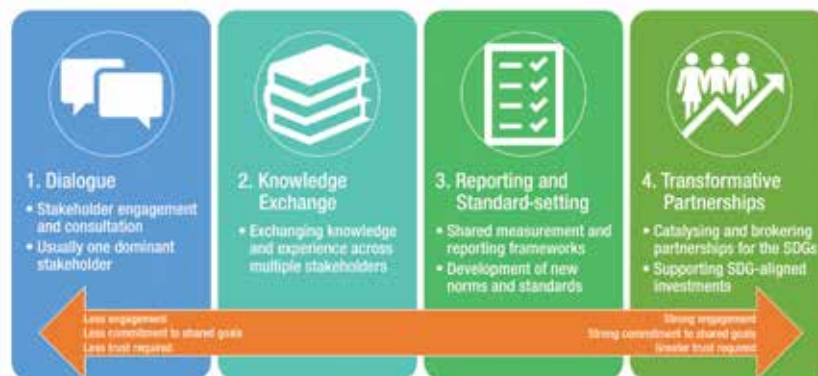 1. Dialogue
• Stakeholder engagement
and consultation
• Usually one dominant
stakeholder
2. Knowledge
Exchange
• Exchanging knowledge
and experience across
multiple stakeholders
3. Reporting and
Standard-setting
• Shared measurement and
reporting frameworks
• Development of new
norms and standards
4. Transformative
Partnerships
• Catalysing and brokering
partnerships for the SDGs
• Supporting SDG-aligned
investments
Less engagement
Less commitment to shared goals
Less trust required
Strong engagement
Strong commitment to shared goals
Greater trust required